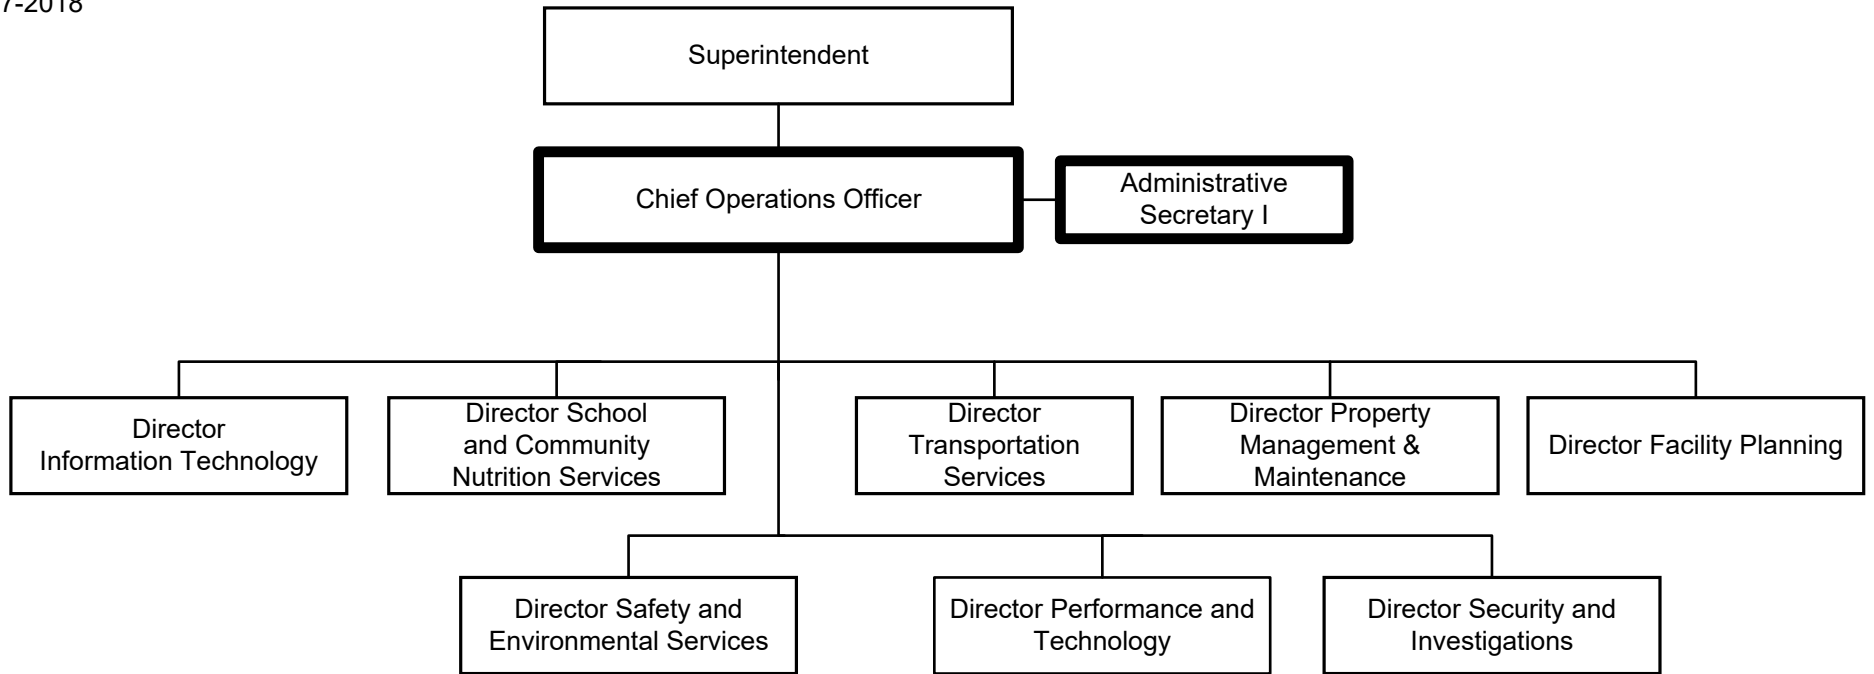 7-2018
Superintendent
Chief Operations Officer
Administrative
Secretary I
Director
Information Technology
Director School
and Community
Nutrition Services
Director
Transportation
Services
Director Property
Management &
Maintenance
Director Facility Planning
Director Safety and
Environmental Services
Director Performance and
Technology
Director Security and
Investigations